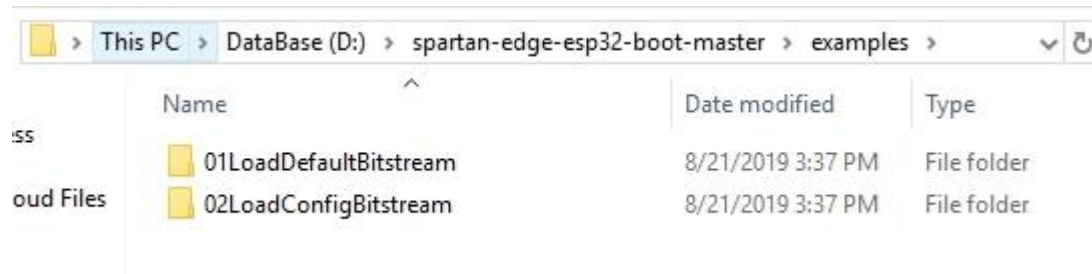 This PC > DataBase (D:) > spartan-edge-esp32-boot-master > examples >
Name Date modified Type
ss
01LoadDefaultBitstream 8/21/2019 3:37 PM File folder
oud Files 02LoadConfigBitstream 8/21/2019 3:37 PM File folder